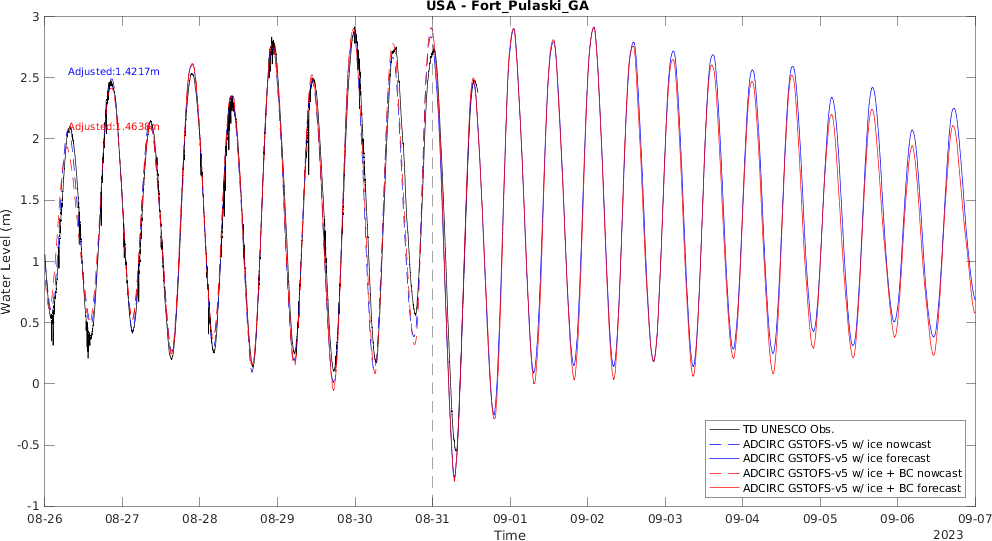 USA - Fort_Pulaski_GA
3
2.5
2
1.5
1
0.5
0
-0.5
-1
Water Level (m)
Adjusted:1.4217m
Adjusted:1.4638m
TD UNESCO Obs.
ADCIRC GSTOFS-v5 w/ ice nowcast
ADCIRC GSTOFS-v5 w/ ice forecast
ADCIRC GSTOFS-v5 w/ ice + BC nowcast
ADCIRC GSTOFS-v5 w/ ice + BC forecast
08-26 08-27 08-28 08-29 08-30 08-31 09-01 09-02 09-03 09-04 09-05 09-06 09-07
Time
2023